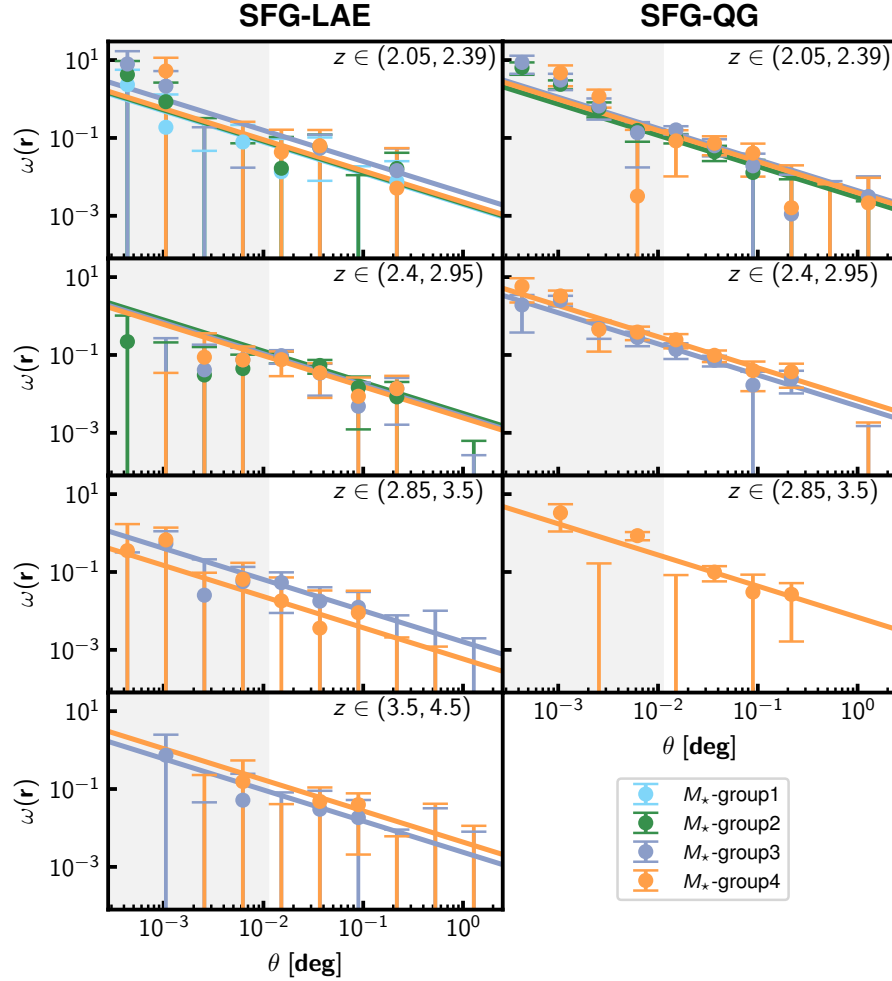 SFG-LAE SFG-QG
z ∈ (2.05, 2.39) z ∈ (2.05, 2.39)
10¹
10⁻¹
10⁻³
ω(r)
z ∈ (2.4, 2.95) z ∈ (2.4, 2.95)
10¹
10⁻¹
10⁻³
ω(r)
z ∈ (2.85, 3.5) z ∈ (2.85, 3.5)
10¹
10⁻¹
10⁻³
ω(r)
10⁻³ 10⁻² 10⁻¹ 10⁰
θ [deg]
z ∈ (3.5, 4.5)
10¹
10⁻¹
10⁻³
ω(r)
10⁻³ 10⁻² 10⁻¹ 10⁰
θ [deg]
M⋆-group1
M⋆-group2
M⋆-group3
M⋆-group4